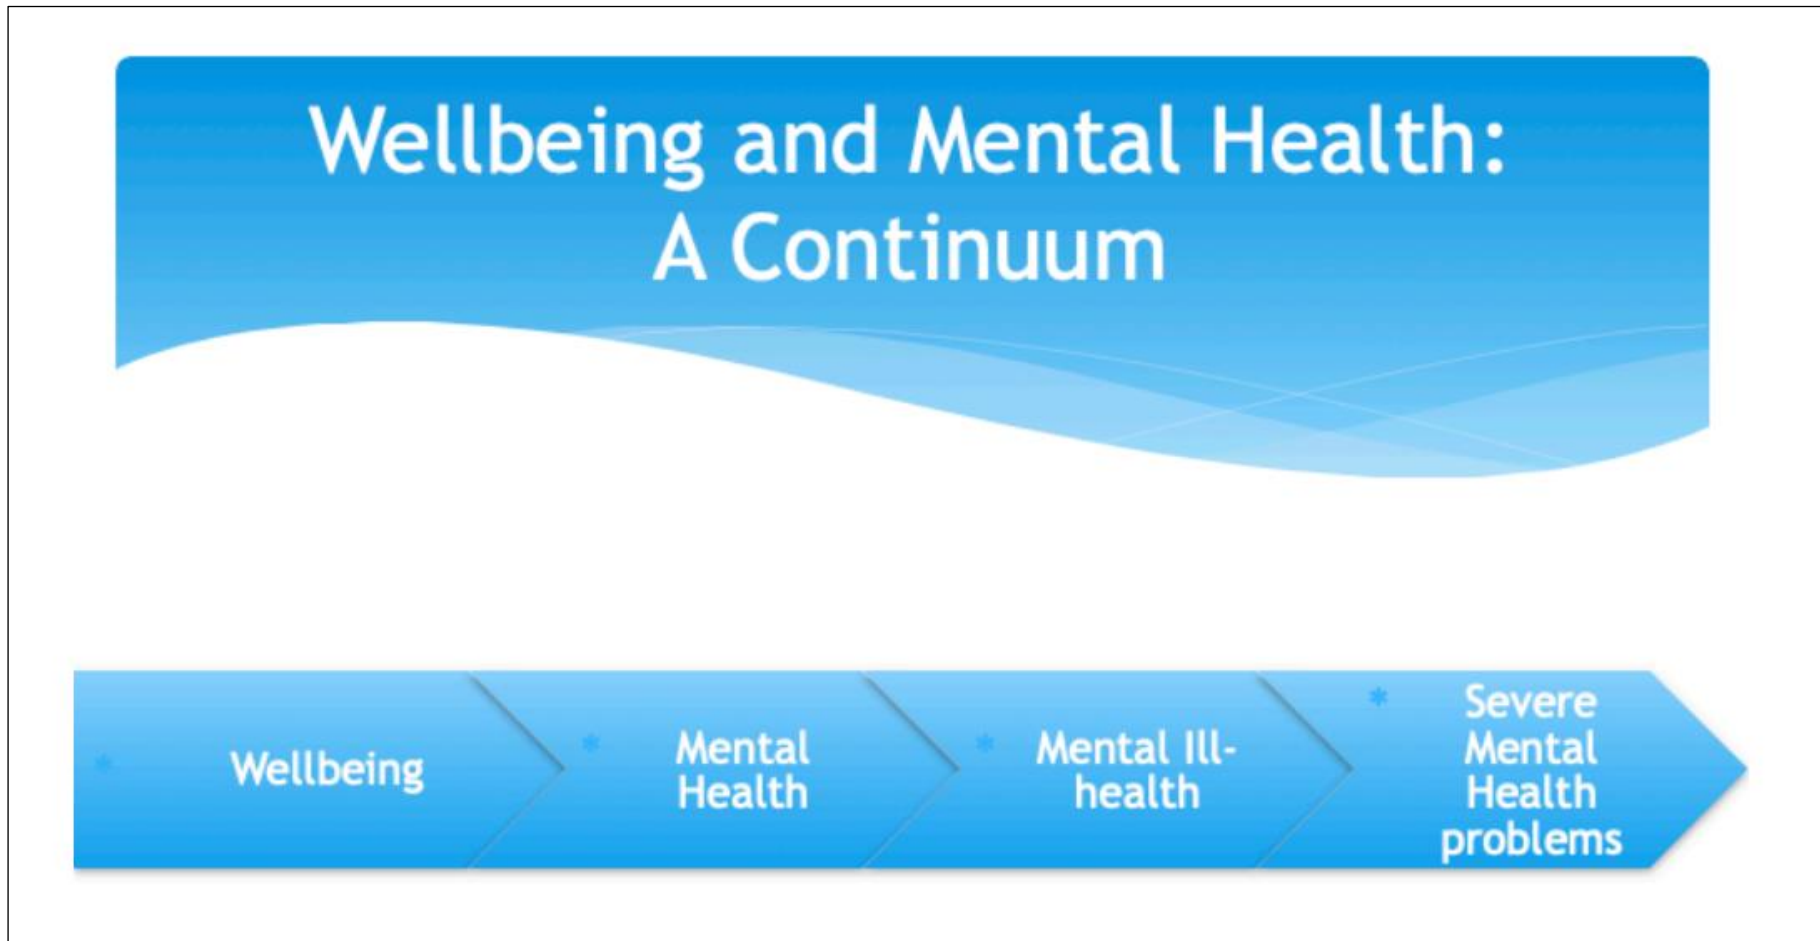 Wellbeing and Mental Health:
A Continuum
* Wellbeing
* Mental
Health
* Mental Ill-
health
* Severe
Mental
Health
problems